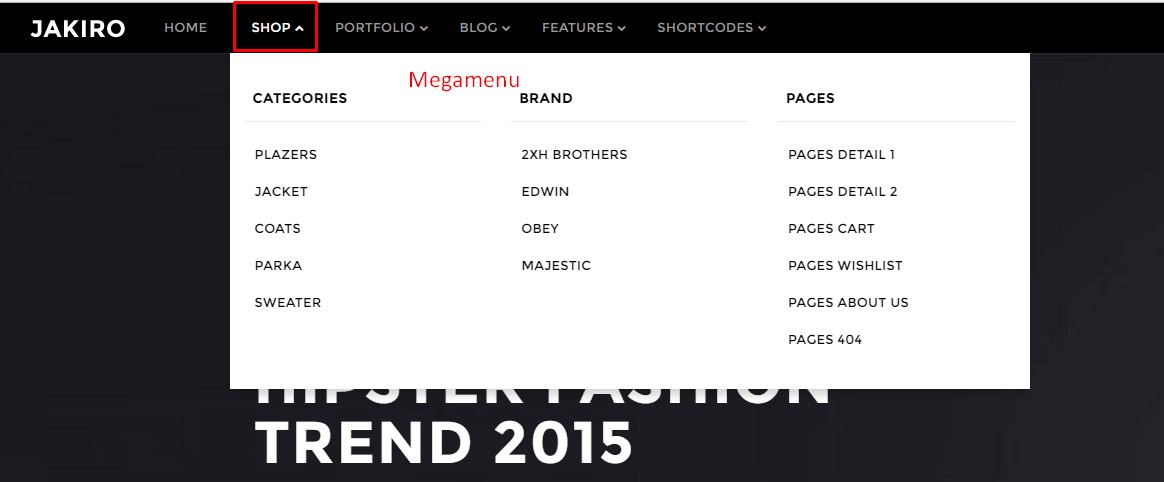 JAKIRO HOME SHOP PORTFOLIO BLOG FEATURES SHORTCODES
Megamenu
CATEGORIES
PLAZERS
JACKET
COATS
PARKA
SWEATER
BRAND
2XH BROTHERS
EDWIN
OBEY
MAJESTIC
PAGES
PAGES DETAIL 1
PAGES DETAIL 2
PAGES CART
PAGES WISHLIST
PAGES ABOUT US
PAGES 404
HIPSTER FASHION
TREND 2015